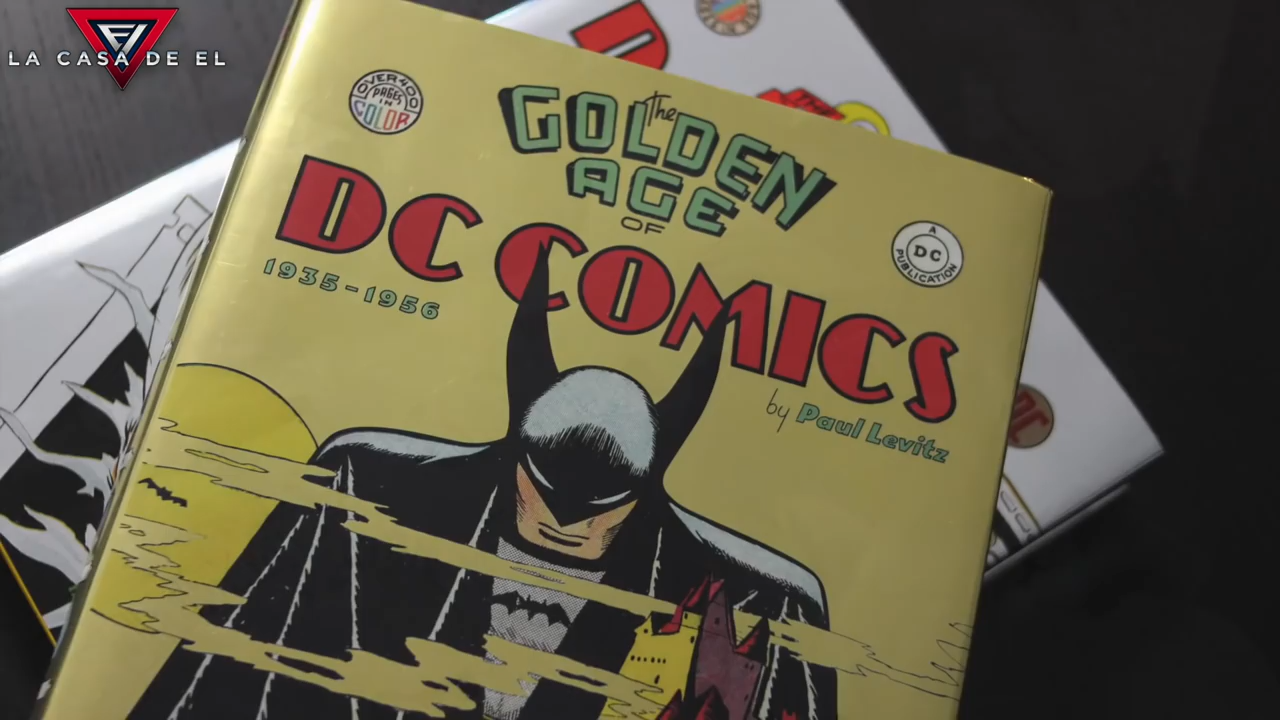 LA CASA DE EL
OVER 400
PAGES
IN
COLOR
The
GOLDEN
AGE
OF
DC COMICS
1935-1956
A
DC
PUBLICATION
by Paul Levitz
D
DC